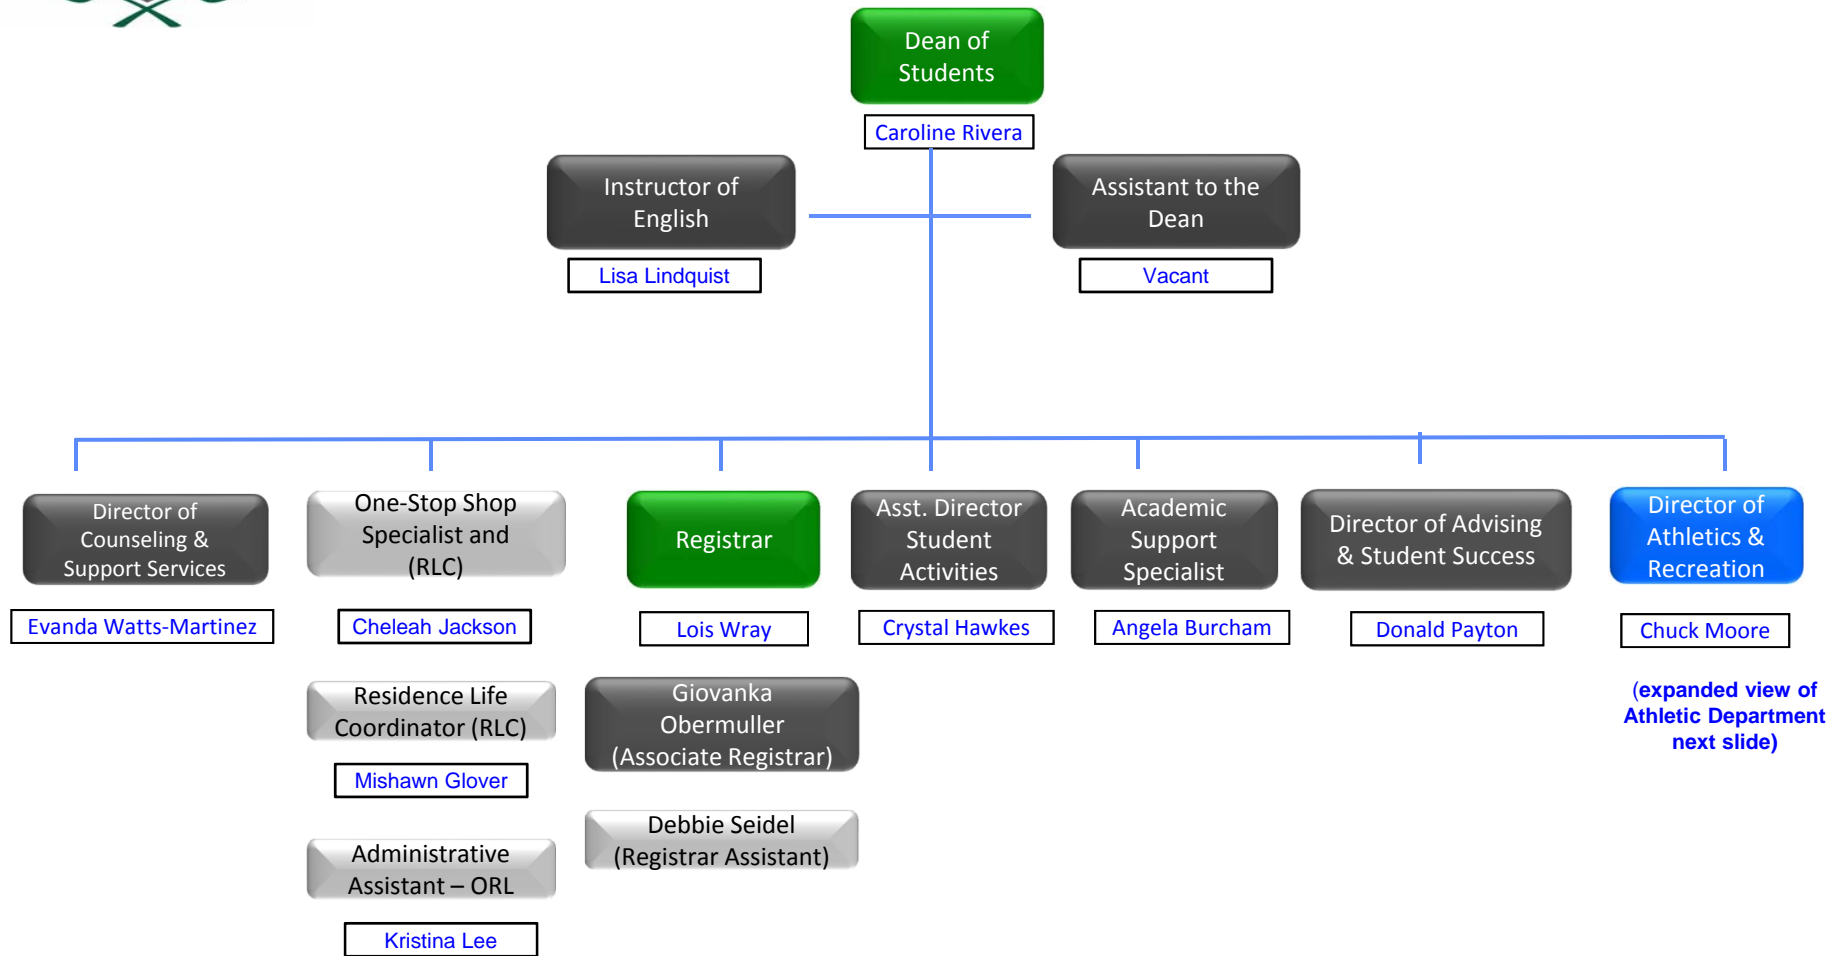 Dean of
Students
Caroline Rivera
Instructor of
English
Lisa Lindquist
Assistant to the
Dean
Vacant
Director of
Counseling &
Support Services
Evanda Watts-Martinez
One-Stop Shop
Specialist and
(RLC)
Cheleah Jackson
Residence Life
Coordinator (RLC)
Mishawn Glover
Administrative
Assistant – ORL
Kristina Lee
Registrar
Lois Wray
Giovanka
Obermuller
(Associate Registrar)
Debbie Seidel
(Registrar Assistant)
Asst. Director
Student
Activities
Crystal Hawkes
Academic
Support
Specialist
Angela Burcham
Director of Advising
& Student Success
Donald Payton
Director of
Athletics &
Recreation
Chuck Moore
(expanded view of
Athletic Department
next slide)